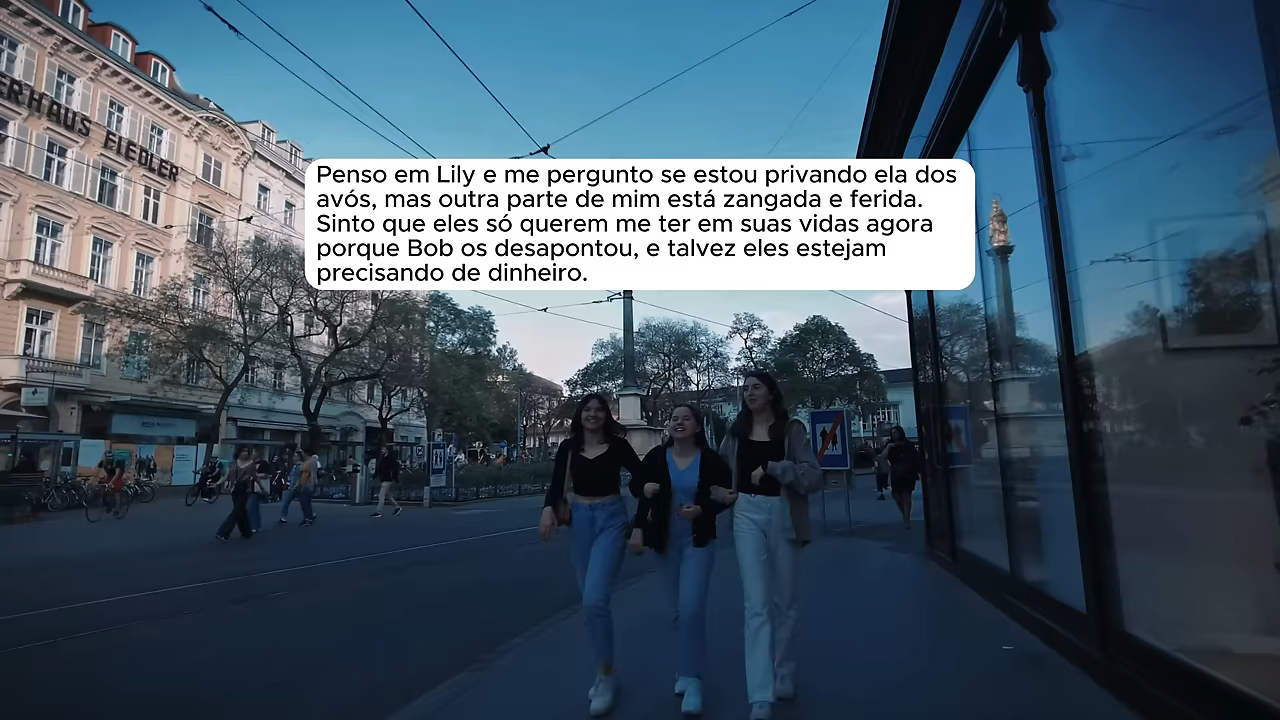 ERHAUS FIEDLER
Penso em Lily e me pergunto se estou privando ela dos
avós, mas outra parte de mim está zangada e ferida.
Sinto que eles só querem me ter em suas vidas agora
porque Bob os desapontou, e talvez eles estejam
precisando de dinheiro.